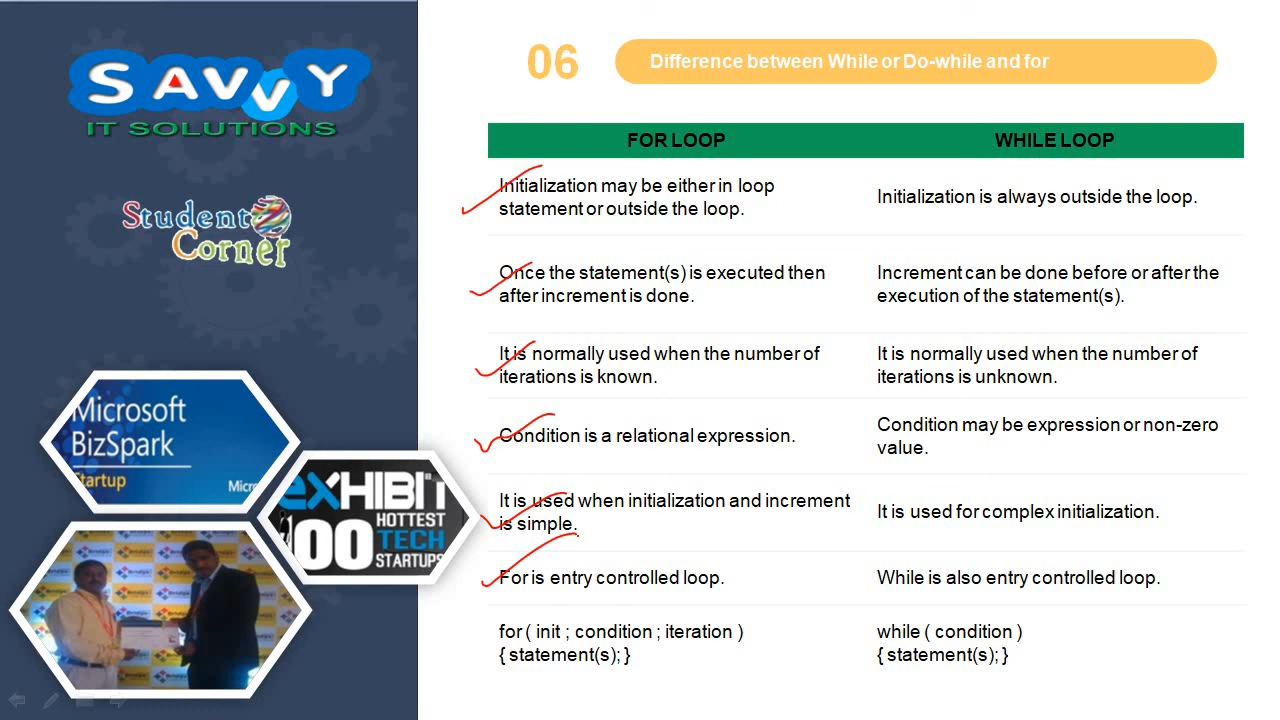 SAVVY
IT SOLUTIONS
Student
Corner
Microsoft
BizSpark
Startup
Micr
eXHIBIT
100 HOTTEST
TECH
STARTUPS
06
Difference between While or Do-while and for
FOR LOOP
WHILE LOOP
Initialization may be either in loop
statement or outside the loop.
Initialization is always outside the loop.
Once the statement(s) is executed then
after increment is done.
Increment can be done before or after the
execution of the statement(s).
It is normally used when the number of
iterations is known.
It is normally used when the number of
iterations is unknown.
Condition is a relational expression.
Condition may be expression or non-zero
value.
It is used when initialization and increment
is simple.
It is used for complex initialization.
For is entry controlled loop.
While is also entry controlled loop.
for ( init ; condition ; iteration )
{ statement(s); }
while ( condition )
{ statement(s); }